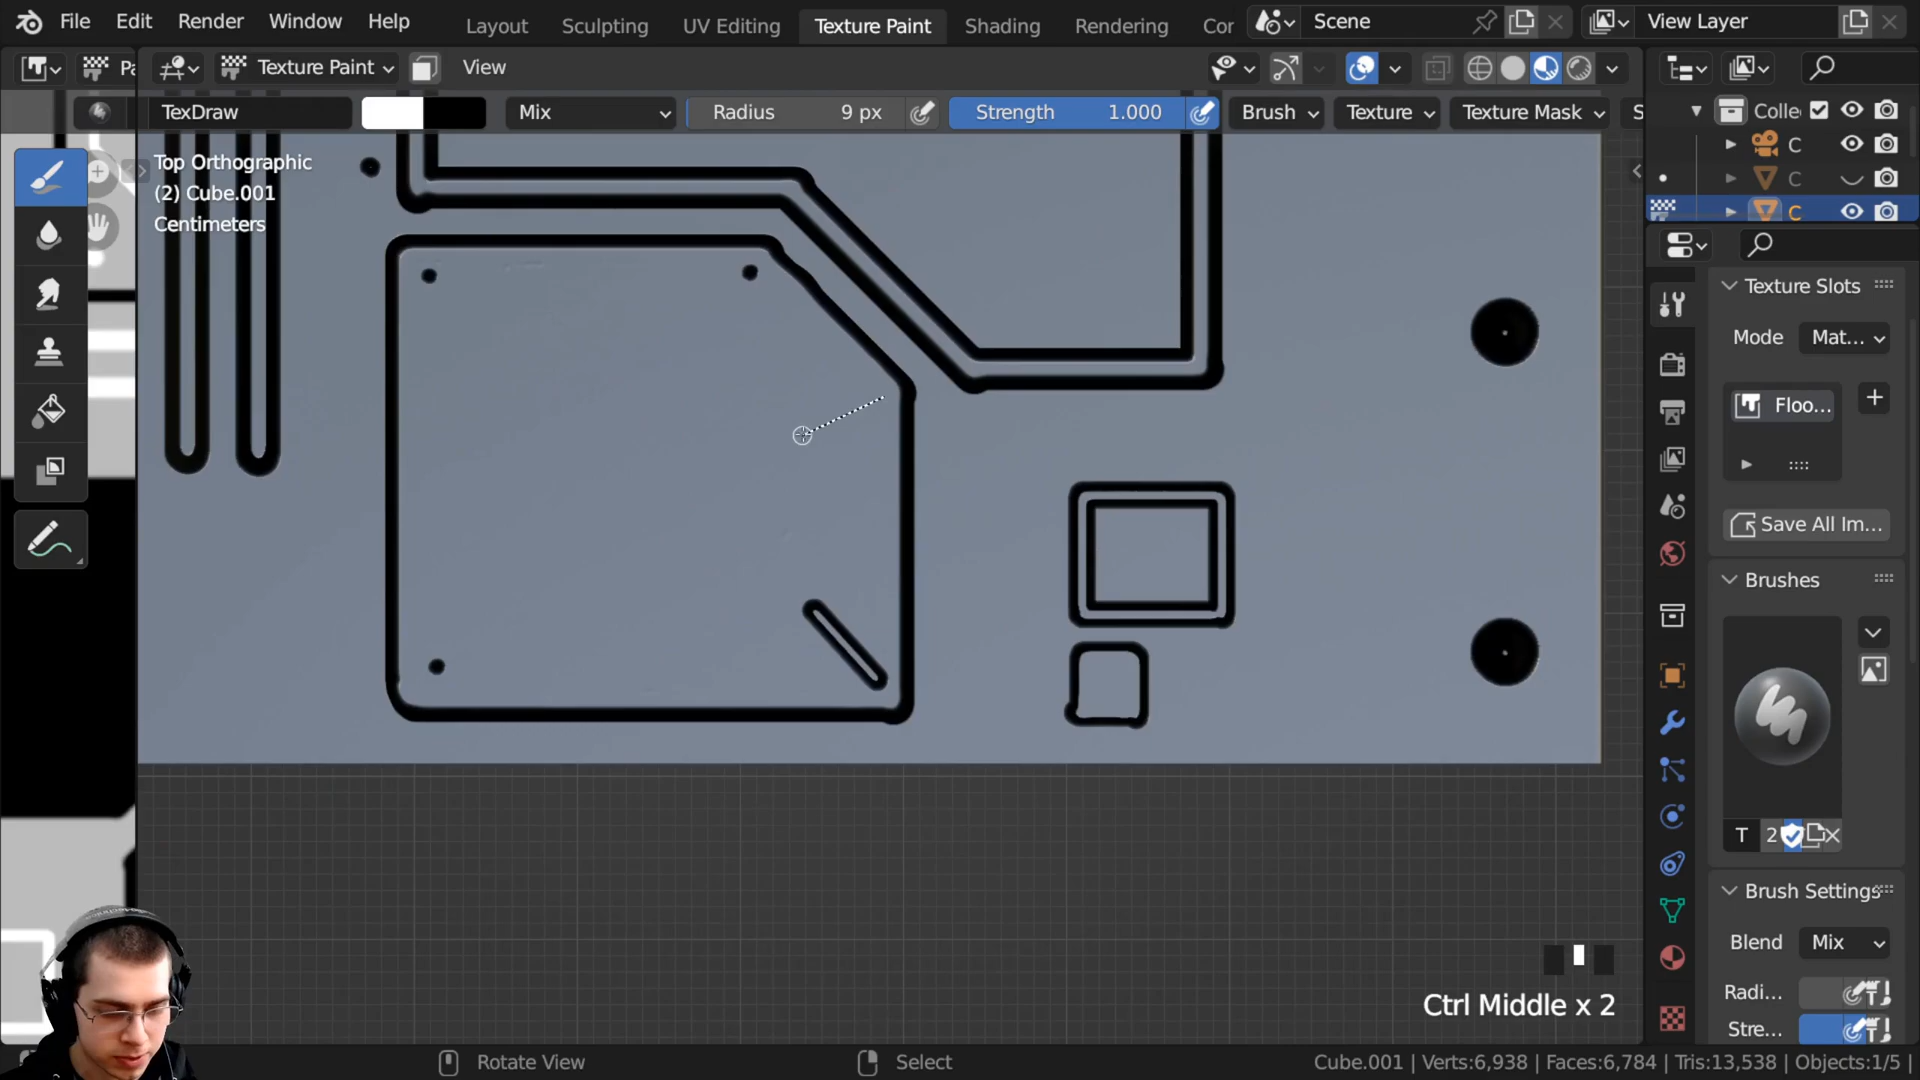 File Edit Render Window Help Layout Sculpting UV Editing Texture Paint Shading Rendering Scene View Layer
Texture Paint View
TexDraw Mix Radius 9 px Strength 1.000 Brush Texture Texture Mask
Colle
Top Orthographic
(2) Cube.001
Centimeters
C
C
C
Texture Slots
Mode Mat...
Floo...
Save All Im...
Brushes
T 2
Brush Settings
Blend Mix
Radi...
Stre...
Ctrl Middle x 2
Rotate View Select Cube.001 | Verts:6,938 | Faces:6,784 | Tris:13,538 | Objects:1/5 |